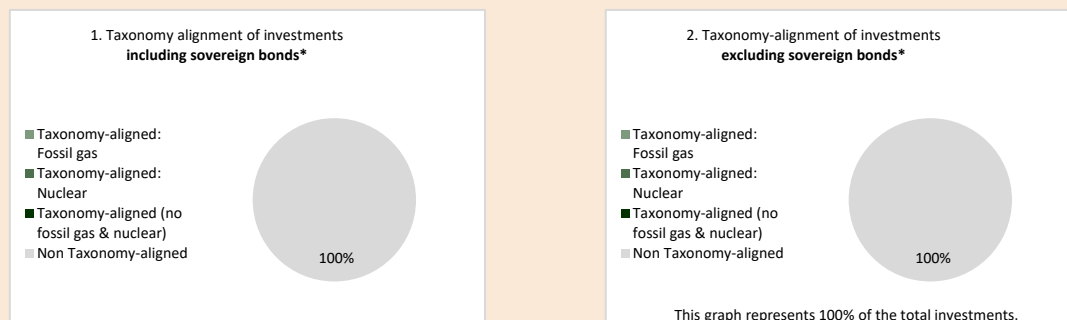 1. Taxonomy alignment of investments
including sovereign bonds*
Taxonomy-aligned:
Fossil gas
Taxonomy-aligned:
Nuclear
Taxonomy-aligned (no
fossil gas & nuclear)
Non Taxonomy-aligned
100%
2. Taxonomy-alignment of investments
excluding sovereign bonds*
Taxonomy-aligned:
Fossil gas
Taxonomy-aligned:
Nuclear
Taxonomy-aligned (no
fossil gas & nuclear)
Non Taxonomy-aligned
100%
This graph represents 100% of the total investments.